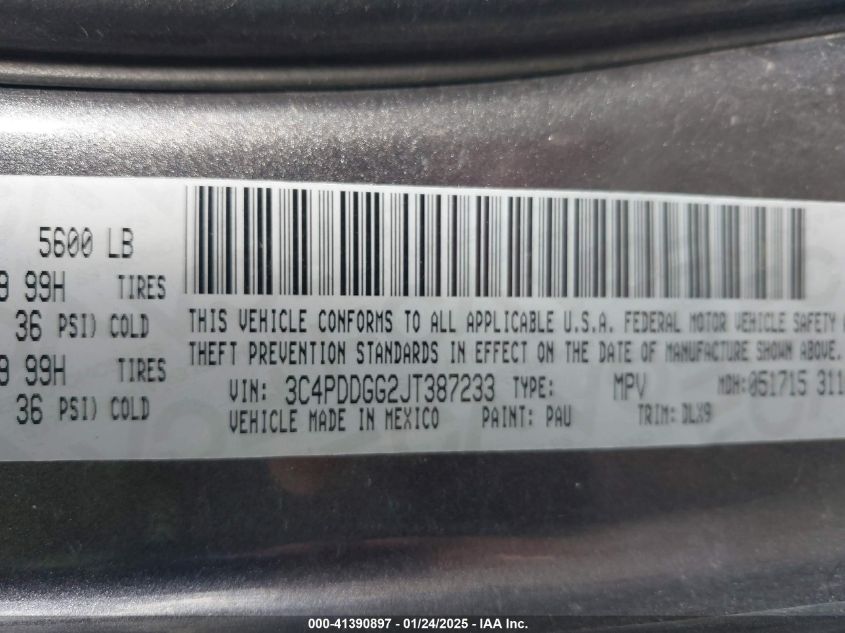 5600 LB
99H TIRES
36 PSI) COLD
99H
36 PSI) COLD
THIS VEHICLE CONFORMS TO ALL APPLICABLE U.S.A. FEDERAL MOTOR VEHICLE SAFETY
THEFT PREVENTION STANDARDS IN EFFECT ON THE DATE OF MANUFACTURE SHOWN ABOVE.
VIN: 3C4PDDGG2JT387233 TYPE: MPV MDH: 051715 311
VEHICLE MADE IN MEXICO PAINT: PAU TRIM: DLX9
000-41390897 - 01/24/2025 - IAA Inc.